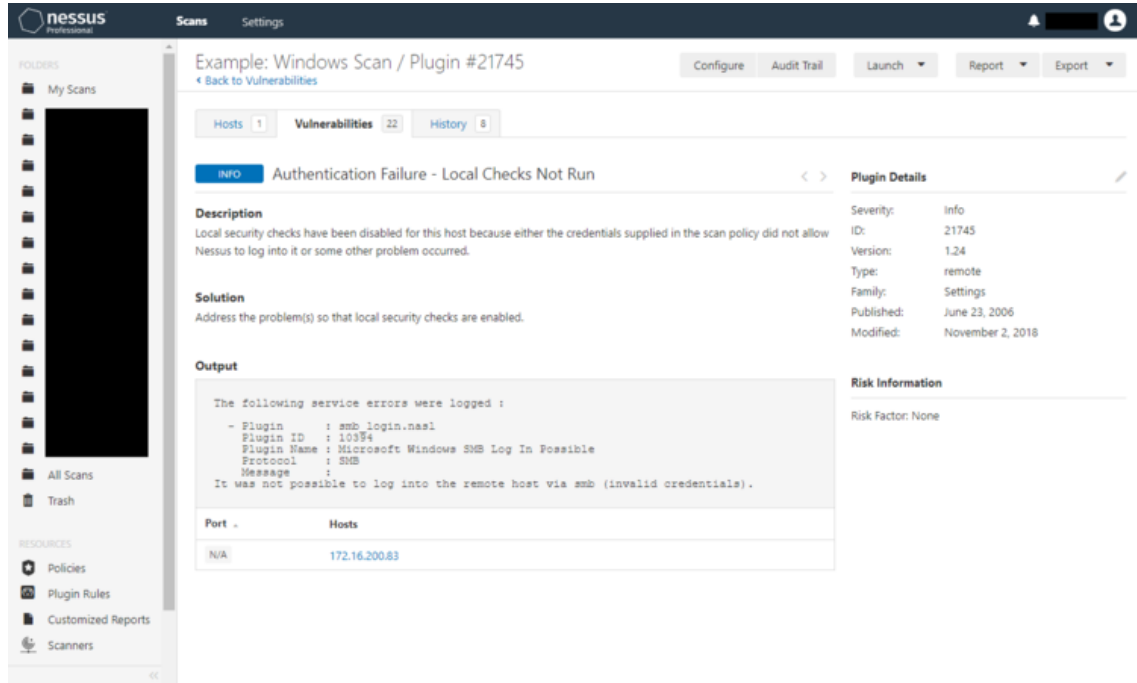 nessus
Professional
Scans Settings
FOLDERS
My Scans
All Scans
Trash
RESOURCES
Policies
Plugin Rules
Customized Reports
Scanners
Example: Windows Scan / Plugin #21745
Back to Vulnerabilities
Configure Audit Trail Launch Report Export
Hosts 1 Vulnerabilities 22 History 8
INFO Authentication Failure - Local Checks Not Run
Description
Local security checks have been disabled for this host because either the credentials supplied in the scan policy did not allow
Nessus to log into it or some other problem occurred.
Solution
Address the problem(s) so that local security checks are enabled.
Output
The following service errors were logged :
- Plugin : smb_login.nasl
Plugin ID : 10394
Plugin Name : Microsoft Windows SMB Log In Possible
Protocol : SMB
Message :
It was not possible to log into the remote host via smb (invalid credentials).
Port Hosts
N/A 172.16.200.83
Plugin Details
Severity: Info
ID: 21745
Version: 1.24
Type: remote
Family: Settings
Published: June 23, 2006
Modified: November 2, 2018
Risk Information
Risk Factor: None